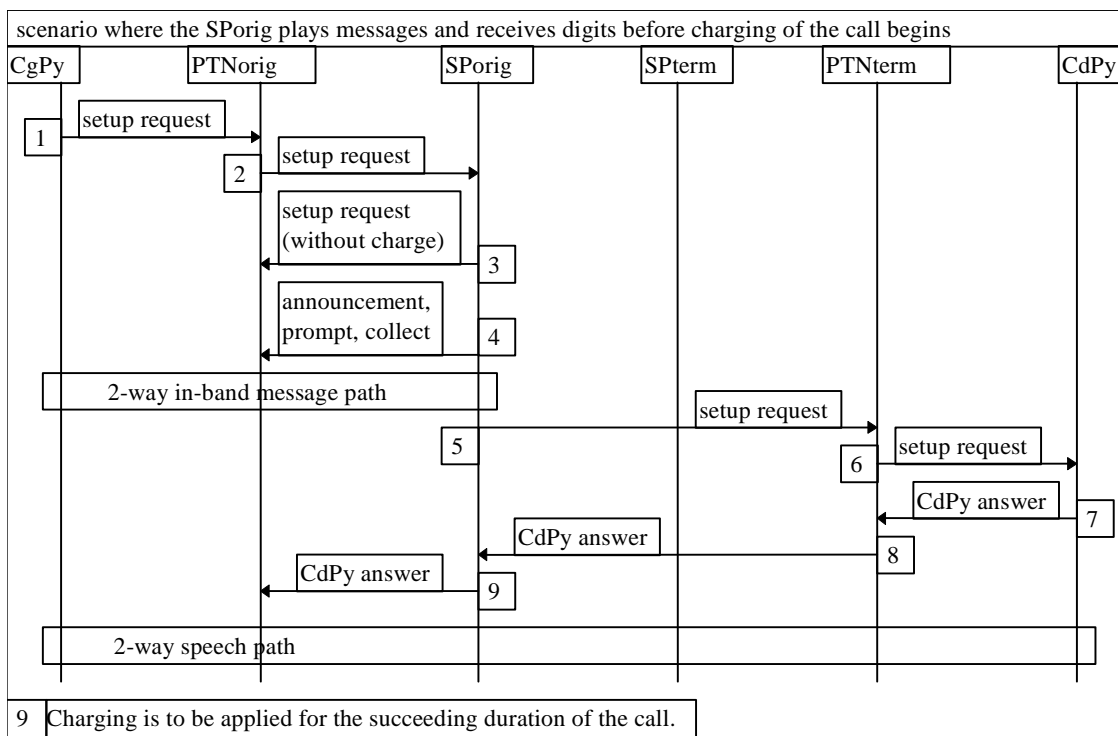 scenario where the SPorig plays messages and receives digits before charging of the call begins
CgPy PTNorig SPorig SPterm PTNterm CdPy
1 setup request
2 setup request
setup request
(without charge)
3
announcement,
prompt, collect
4
2-way in-band message path
setup request
5
6 setup request
CdPy answer
7
CdPy answer
8
CdPy answer
9
2-way speech path
9 Charging is to be applied for the succeeding duration of the call.